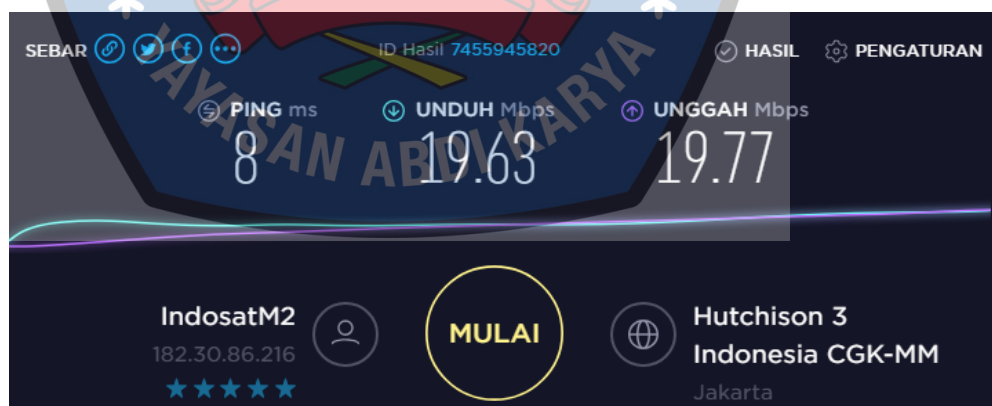 SEBAR
ID Hasil 7455945820
HASIL
PENGATURAN
PING ms
UNDUH Mbps
UNGGAH Mbps
8
19.63
19.77
YAYASAN ABDI KARYA
IndosatM2
182.30.86.216
MULAI
Hutchison 3
Indonesia CGK-MM
Jakarta